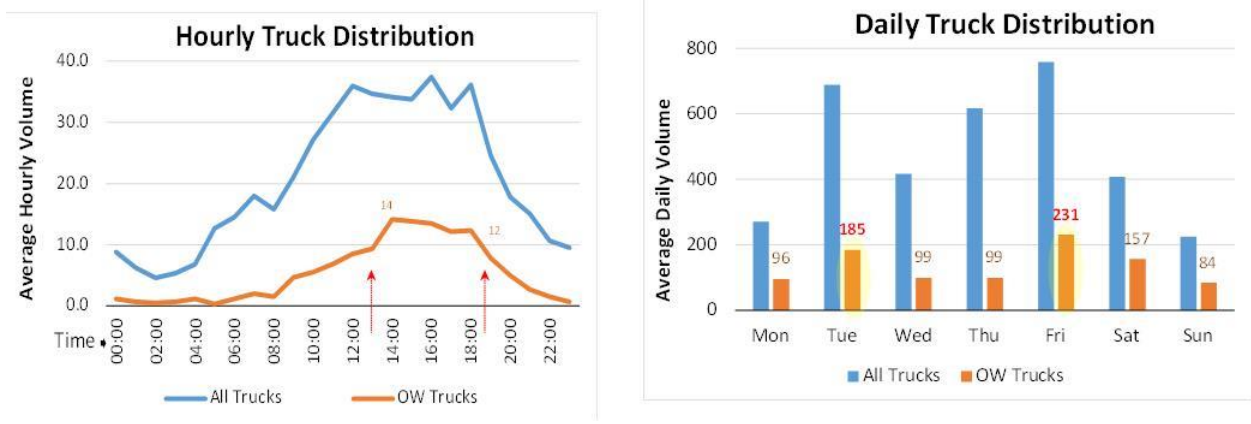 Hourly Truck Distribution
Average Hourly Volume
40.0
30.0
20.0
10.0
0.0
14
12
Time
00:00
02:00
04:00
06:00
08:00
10:00
12:00
14:00
16:00
18:00
20:00
22:00
All Trucks
OW Trucks
Daily Truck Distribution
Average Daily Volume
800
600
400
200
0
96
185
99
99
231
157
84
Mon
Tue
Wed
Thu
Fri
Sat
Sun
All Trucks
OW Trucks